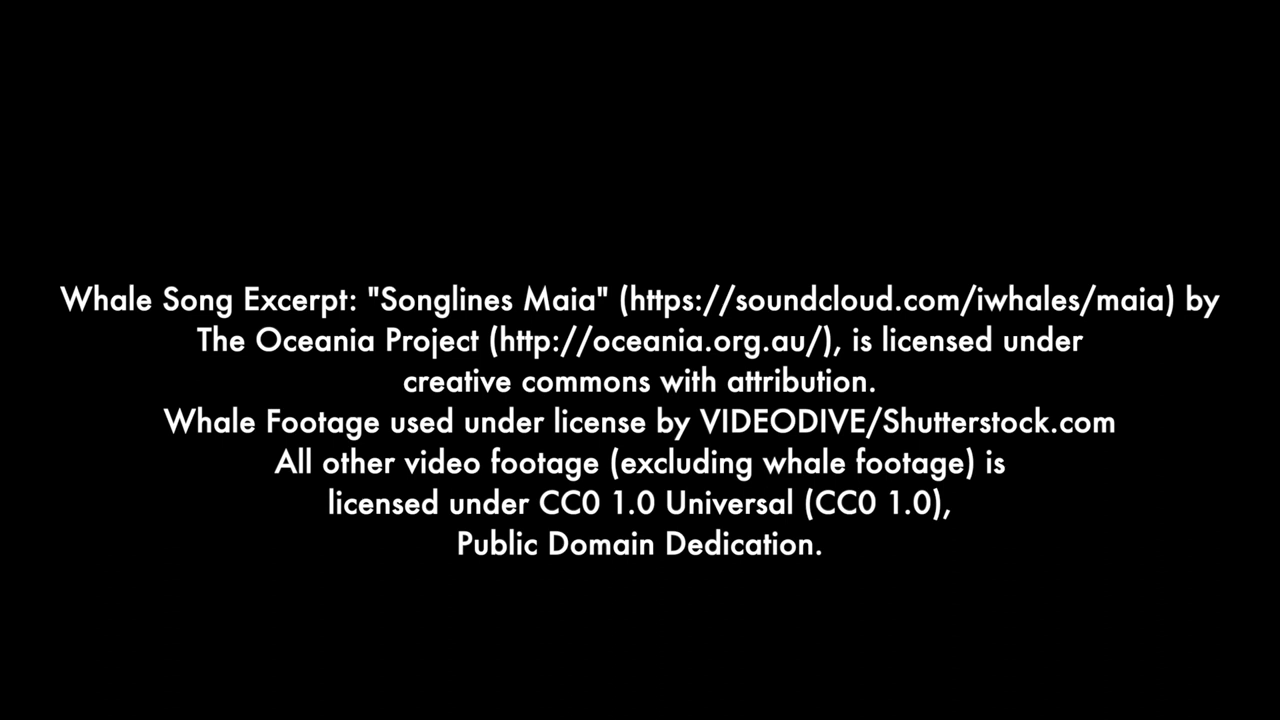 Whale Song Excerpt: "Songlines Maia" (https://soundcloud.com/iwhales/maia) by
The Oceania Project (http://oceania.org.au/), is licensed under
creative commons with attribution.
Whale Footage used under license by VIDEODIVE/Shutterstock.com
All other video footage (excluding whale footage) is
licensed under CC0 1.0 Universal (CC0 1.0),
Public Domain Dedication.